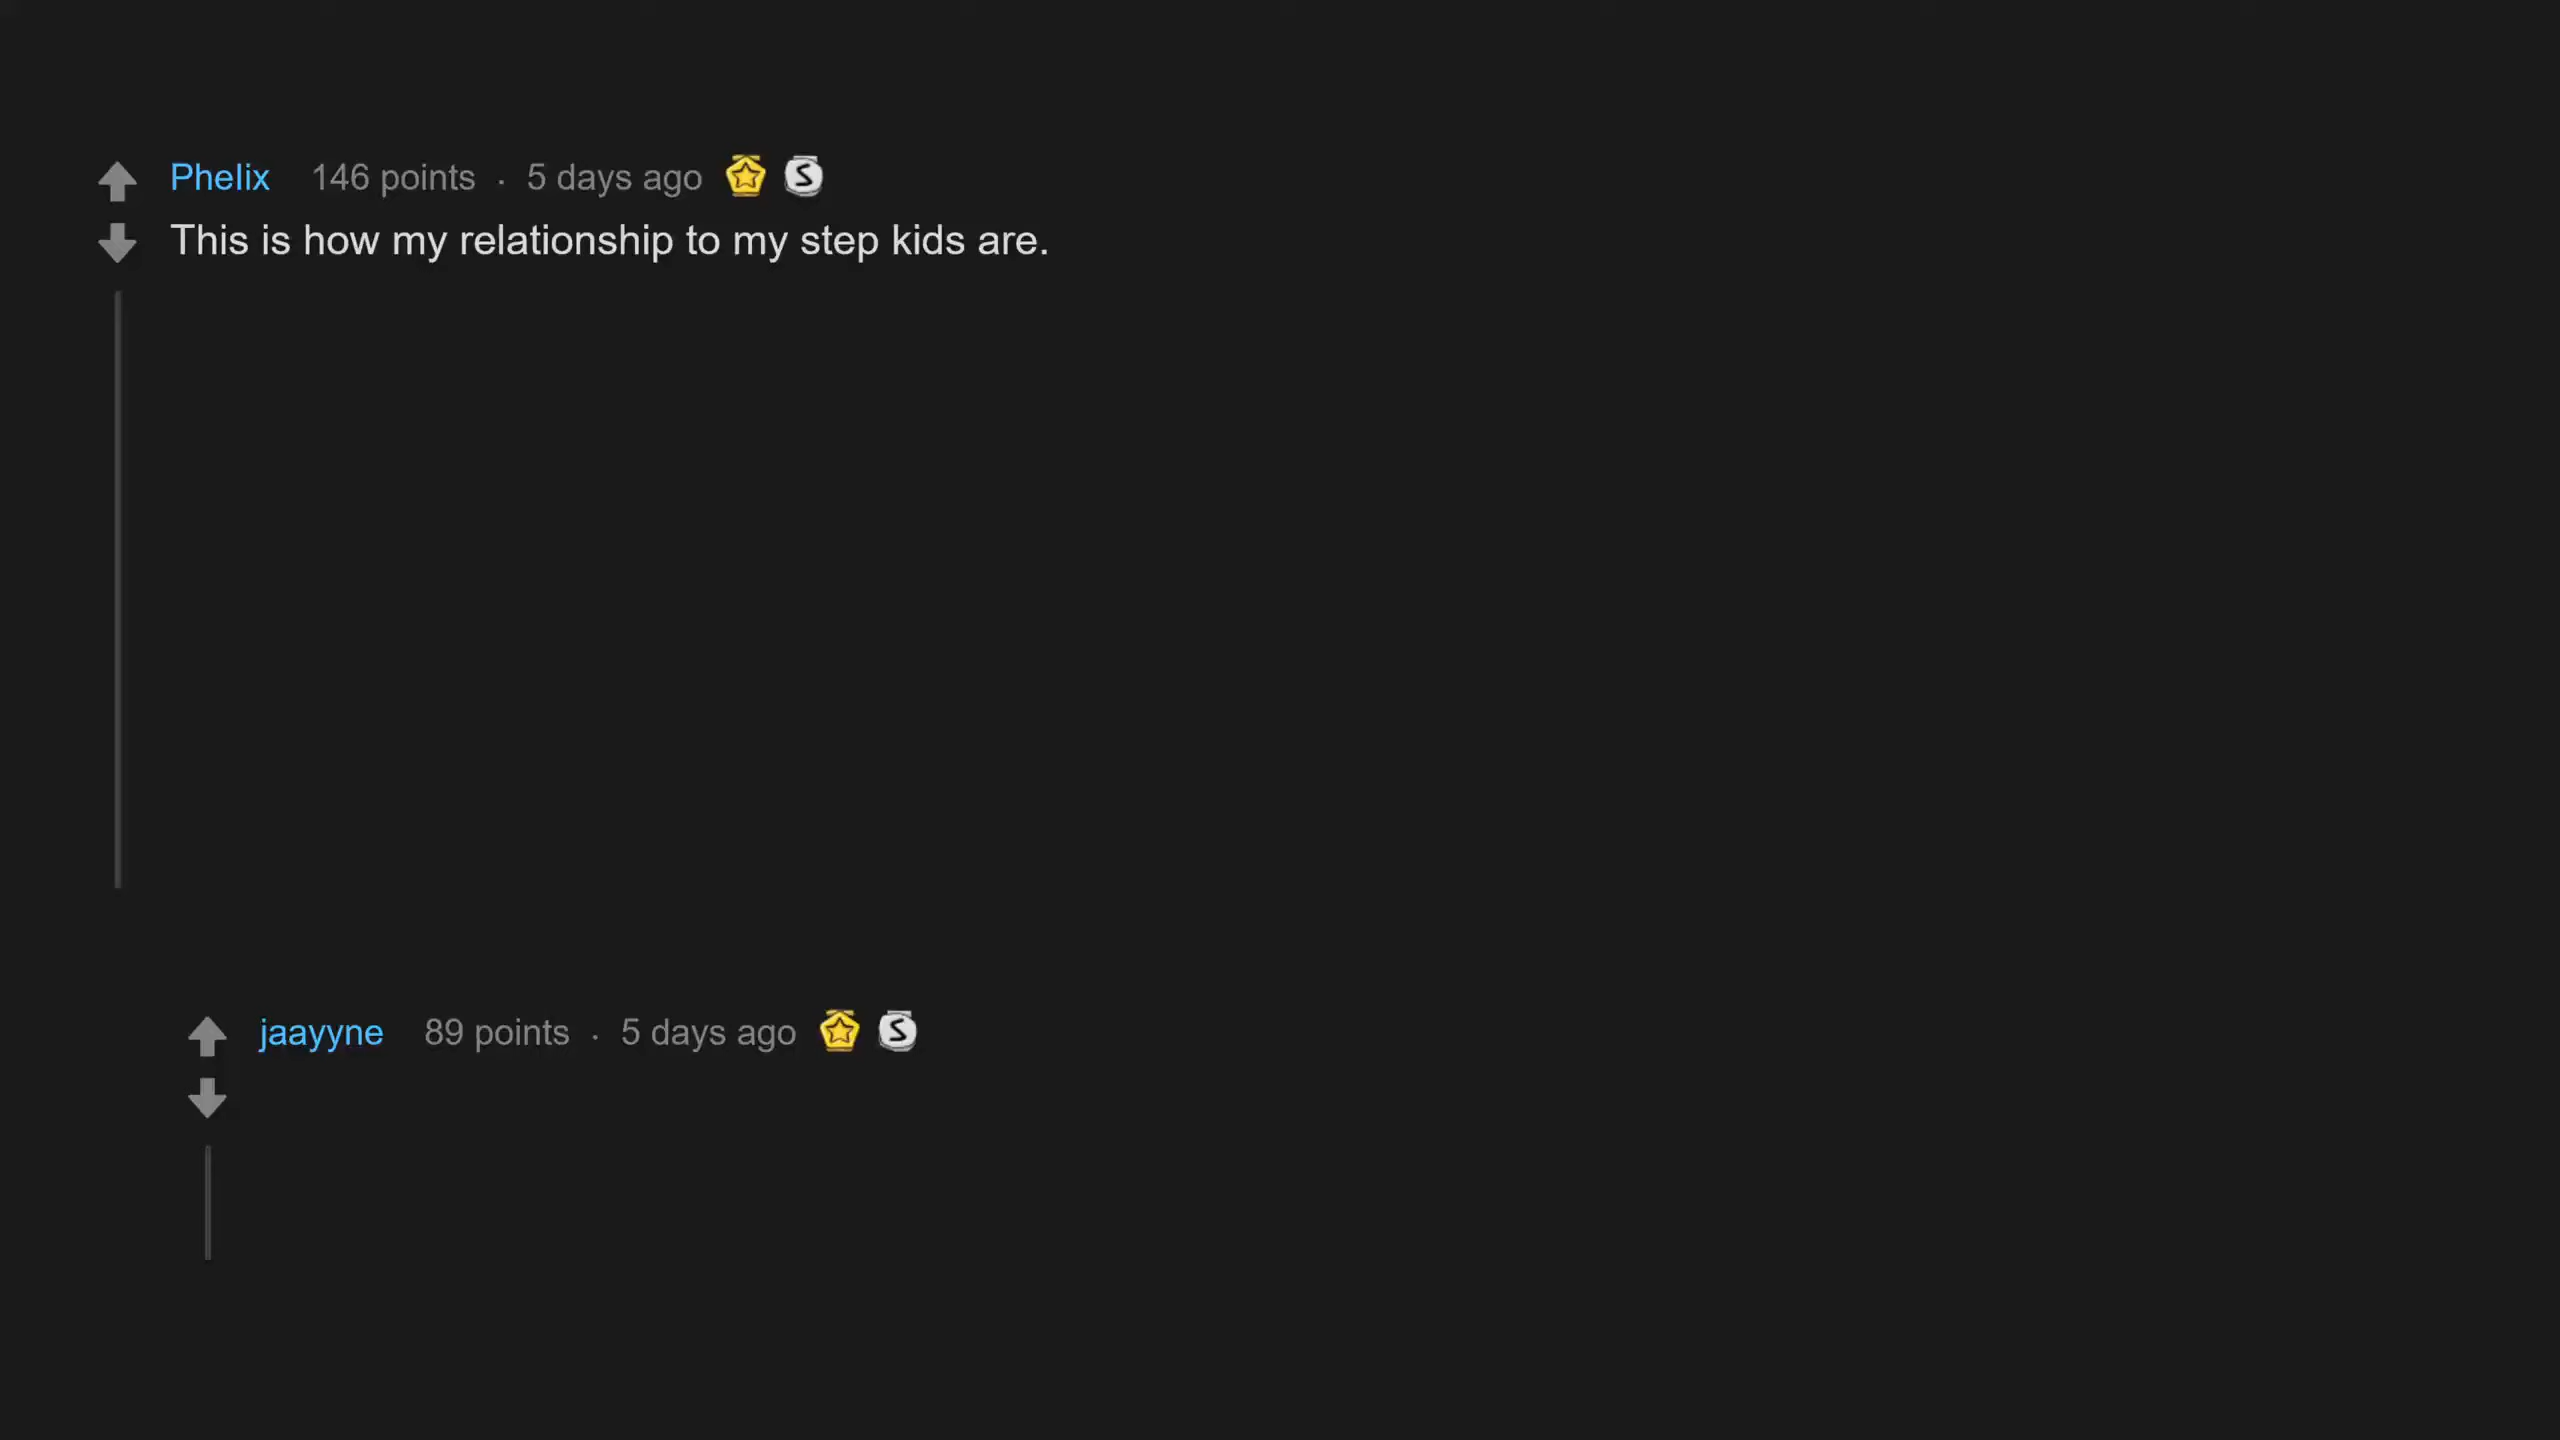 Phelix 146 points · 5 days ago S
This is how my relationship to my step kids are.
jaayyne 89 points · 5 days ago S